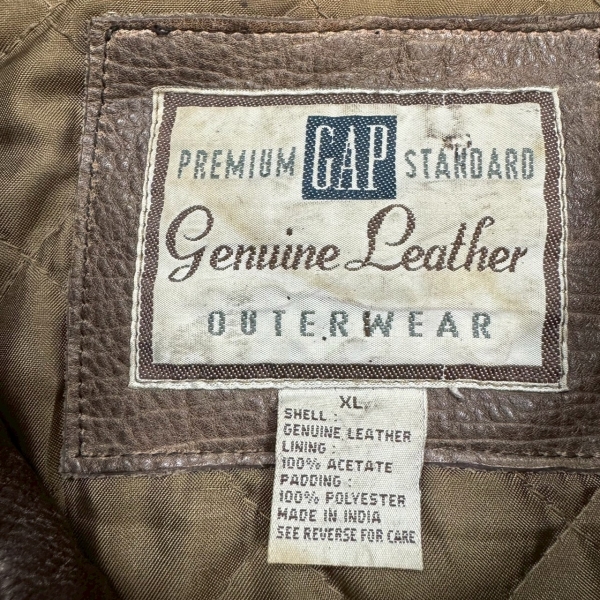 PREMIUM GAP STANDARD
Genuine Leather
OUTERWEAR
XL
SHELL :
GENUINE LEATHER
LINING :
100% ACETATE
PADDING :
100% POLYESTER
MADE IN INDIA
SEE REVERSE FOR CARE